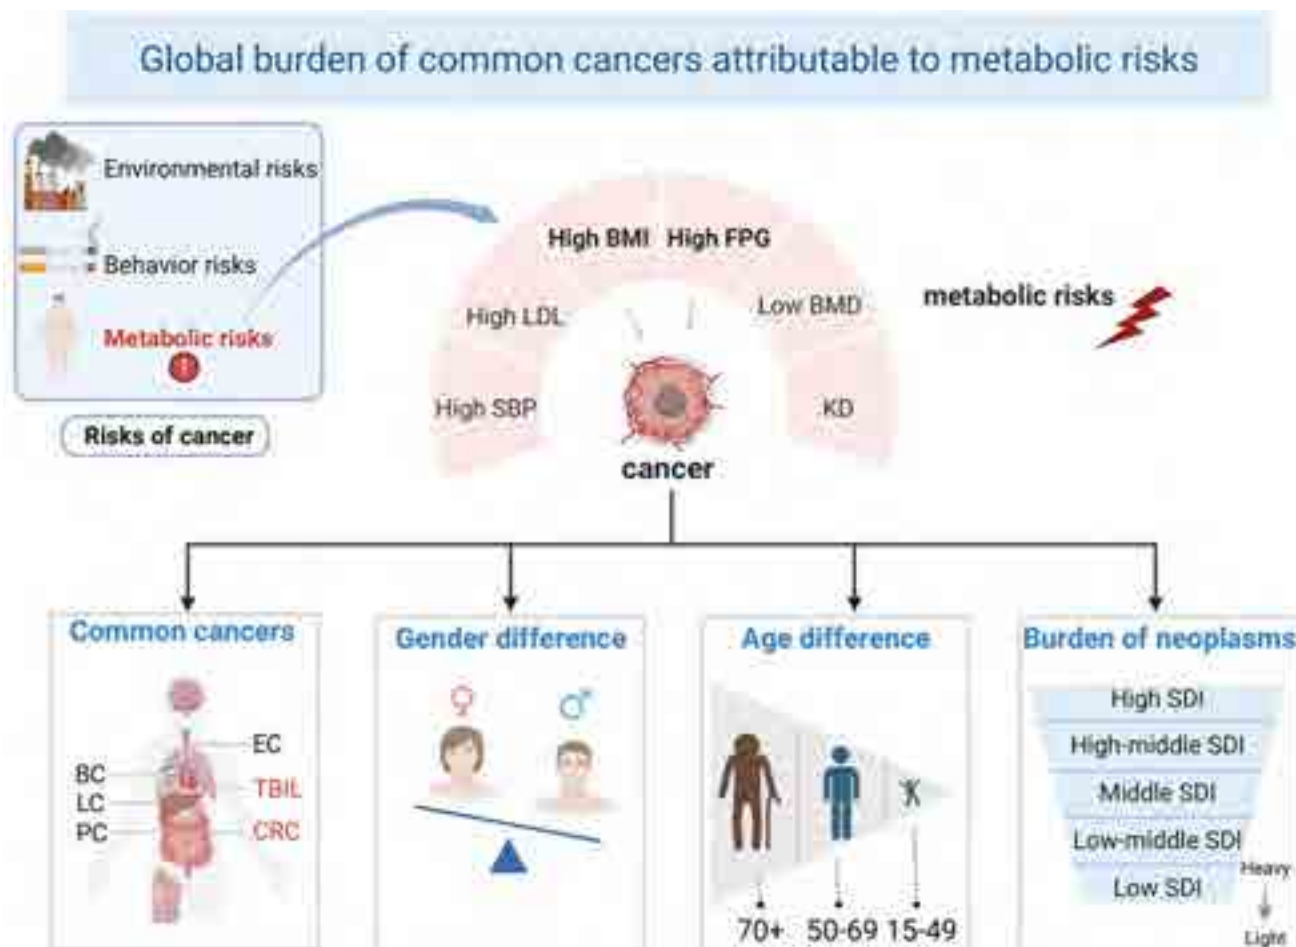 Global burden of common cancers attributable to metabolic risks
Environmental risks
Behavior risks
Metabolic risks
!
Risks of cancer
High BMI
High FPG
High LDL
Low BMD
High SBP
KD
cancer
metabolic risks
Common cancers
EC
BC
TBIL
LC
PC
CRC
Gender difference
♀
♂
Age difference
70+
50-69
15-49
Burden of neoplasms
High SDI
High-middle SDI
Middle SDI
Low-middle SDI
Low SDI
Heavy
Light